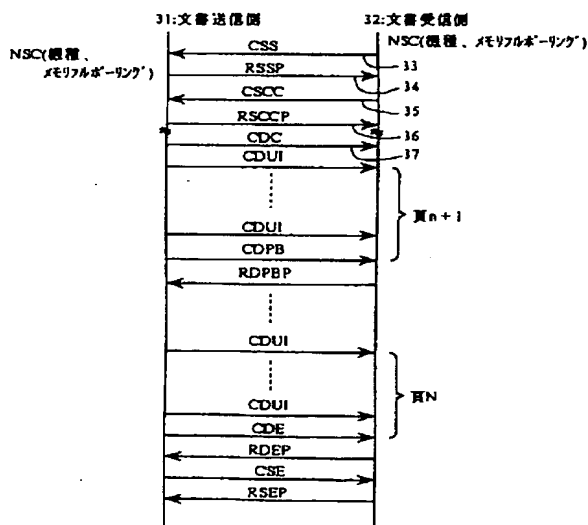 31:文書送信側
32:文書受信側
NSC(機種、
メモリフルポーリング)
NSC(機種、メモリフルポーリング)
CSS
33
RSSP
34
CSCC
35
RSCCP
36
CDC
37
CDUI
CDUI
頁n+1
CDPB
RDPBP
CDUI
CDUI
頁N
CDE
RDEP
CSE
RSEP